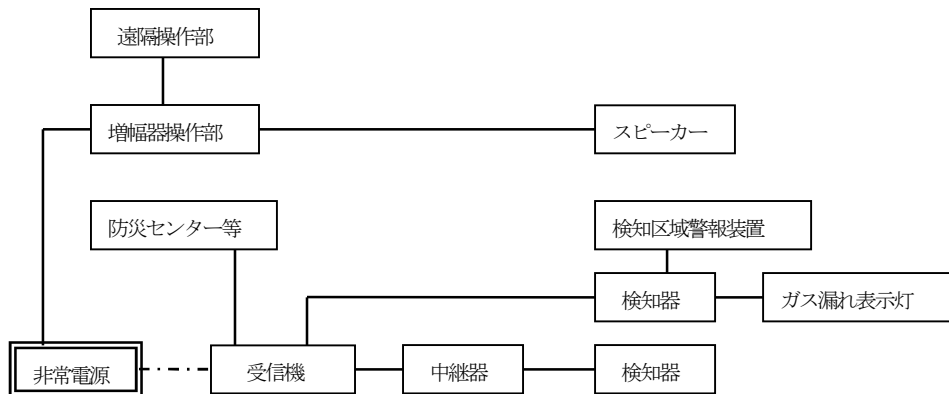 遠隔操作部
増幅器操作部
スピーカー
防災センター等
検知区域警報装置
検知器
ガス漏れ表示灯
非常電源
受信機
中継器
検知器